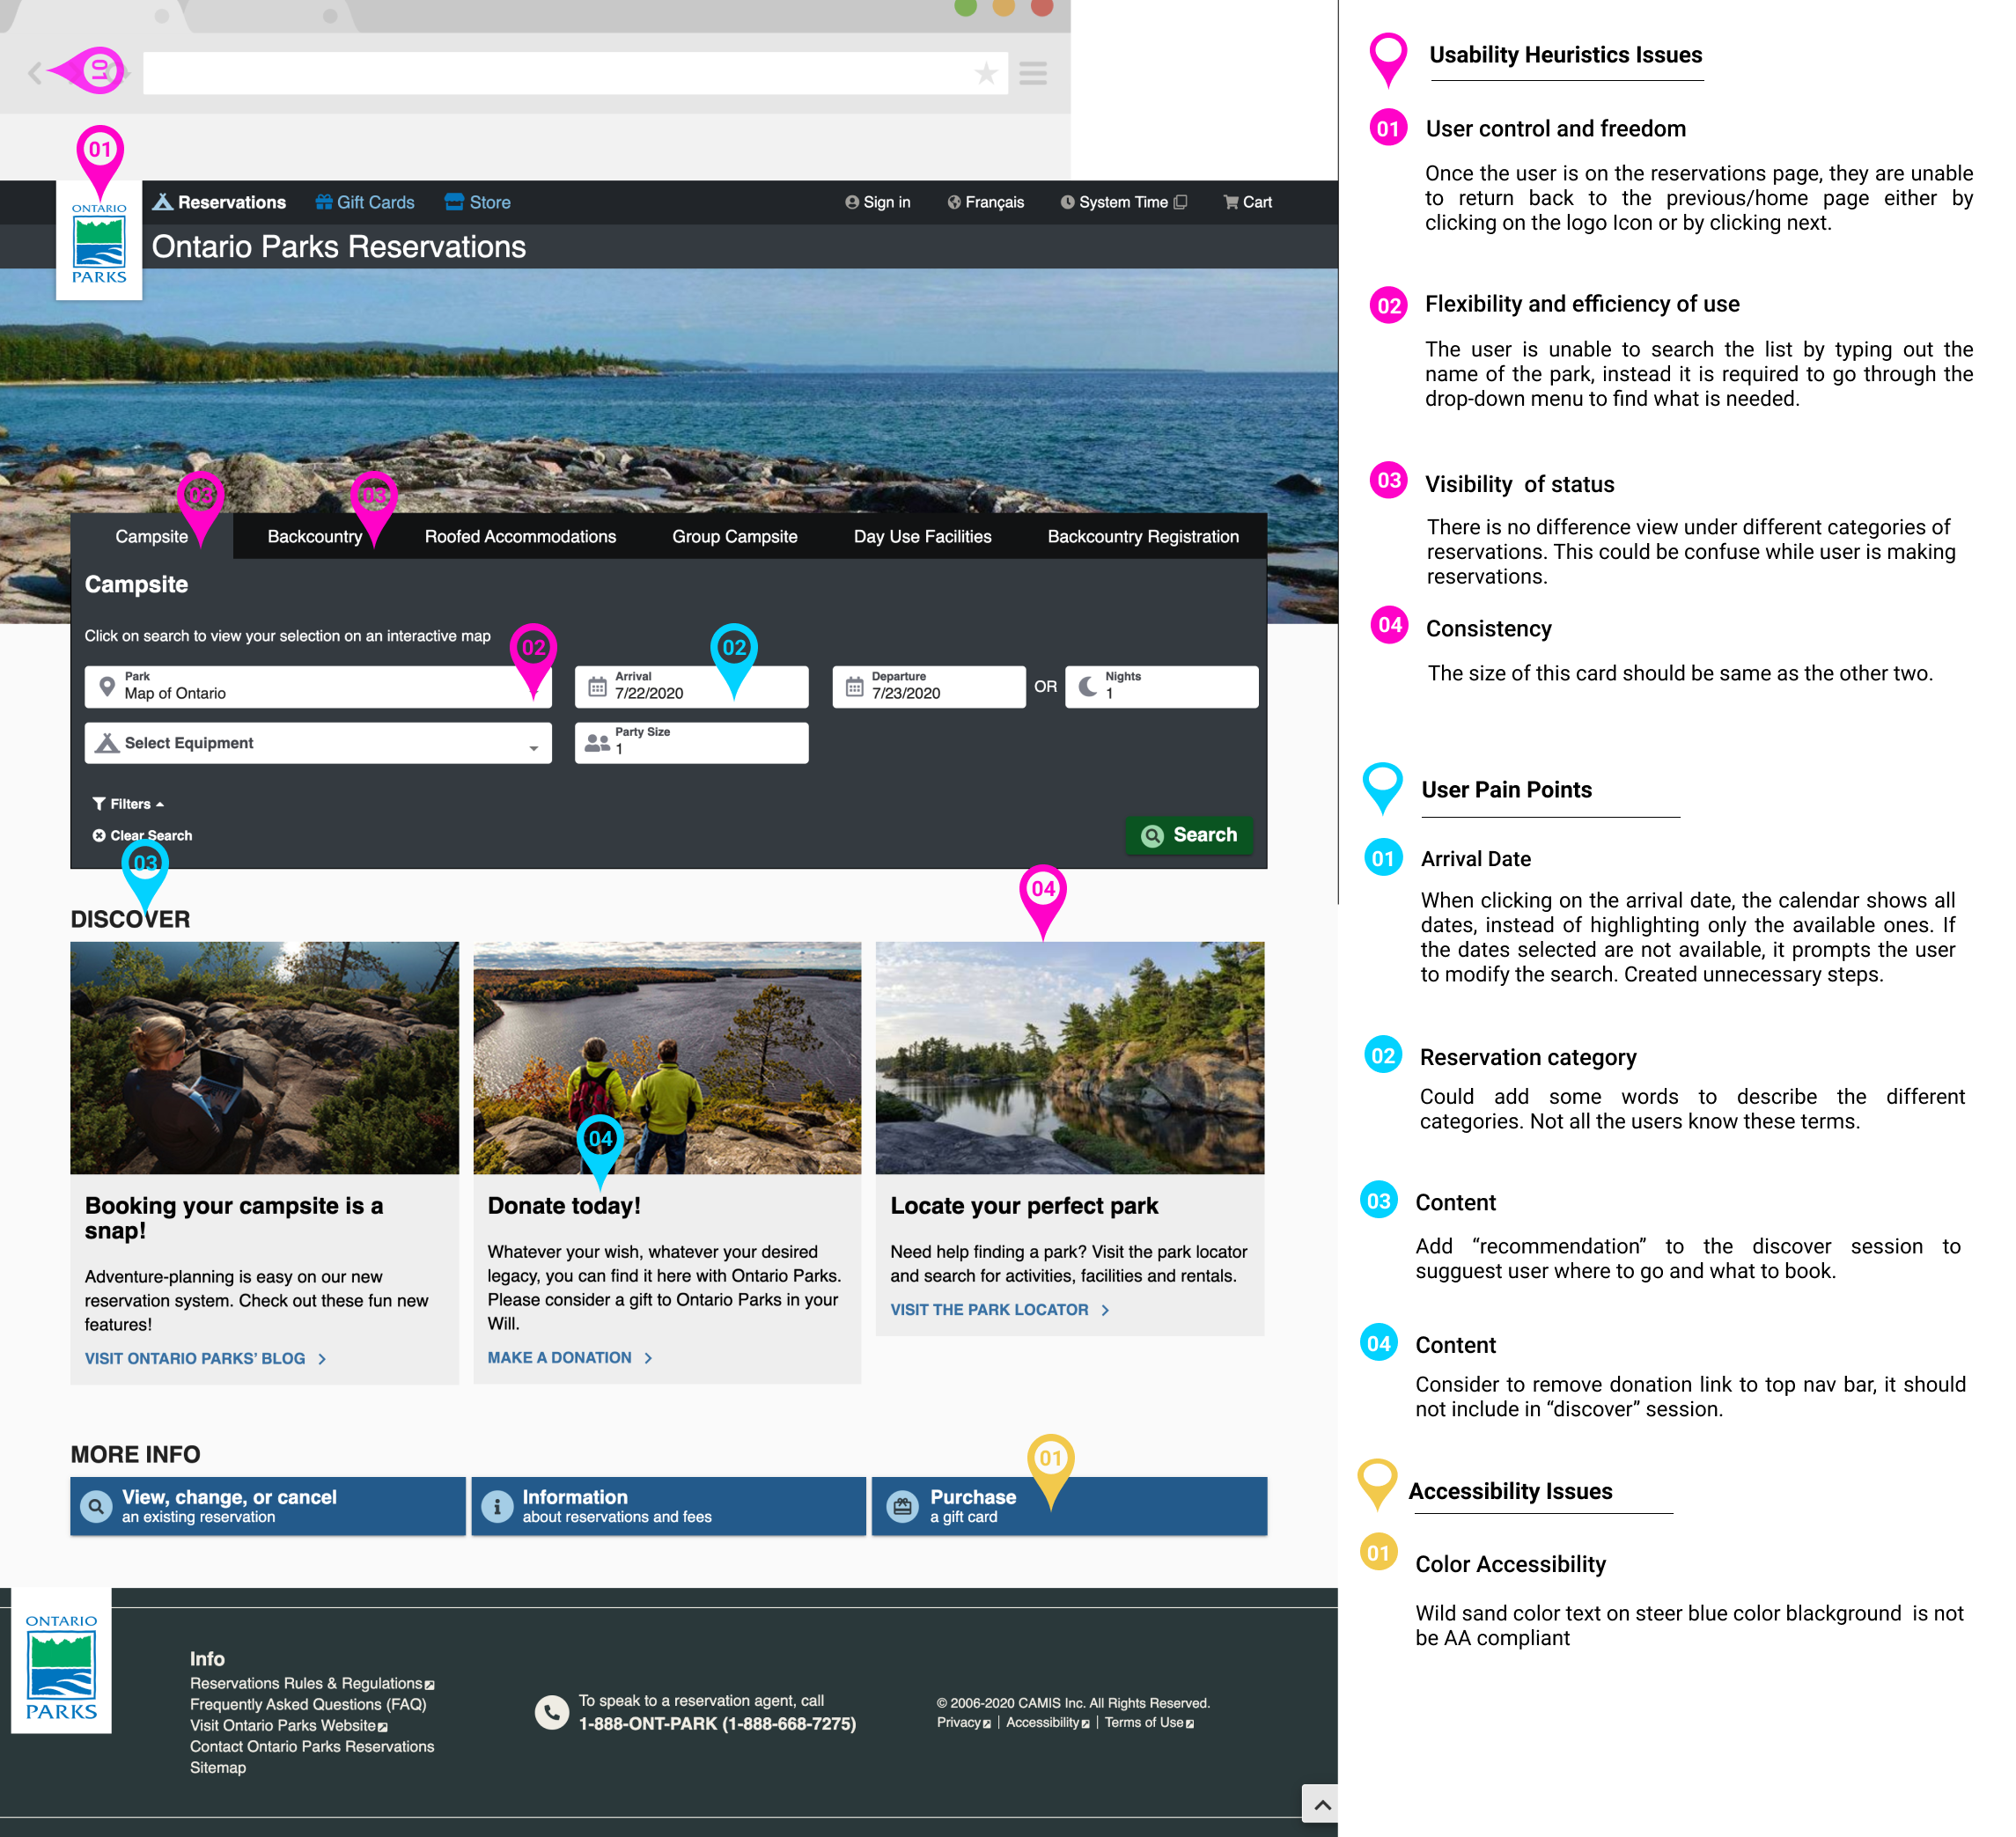 01
01
ONTARIO
PARKS
Reservations
Gift Cards
Store
Sign in
Français
System Time
Cart
Ontario Parks Reservations
03
03
Campsite
Backcountry
Roofed Accommodations
Group Campsite
Day Use Facilities
Backcountry Registration
Campsite
Click on search to view your selection on an interactive map
02
02
Park
Map of Ontario
Arrival
7/22/2020
Departure
7/23/2020
OR
Nights
1
Select Equipment
Party Size
1
Filters
Clear Search
Search
03
04
DISCOVER
04
Booking your campsite is a
snap!
Adventure-planning is easy on our new
reservation system. Check out these fun new
features!
VISIT ONTARIO PARKS’ BLOG
Donate today!
Whatever your wish, whatever your desired
legacy, you can find it here with Ontario Parks.
Please consider a gift to Ontario Parks in your
Will.
MAKE A DONATION
Locate your perfect park
Need help finding a park? Visit the park locator
and search for activities, facilities and rentals.
VISIT THE PARK LOCATOR
MORE INFO
01
View, change, or cancel
an existing reservation
Information
about reservations and fees
Purchase
a gift card
ONTARIO
PARKS
Info
Reservations Rules & Regulations
Frequently Asked Questions (FAQ)
Visit Ontario Parks Website
Contact Ontario Parks Reservations
Sitemap
To speak to a reservation agent, call
1-888-ONT-PARK (1-888-668-7275)
© 2006-2020 CAMIS Inc. All Rights Reserved.
Privacy | Accessibility | Terms of Use
Usability Heuristics Issues
01 User control and freedom
Once the user is on the reservations page, they are unable
to return back to the previous/home page either by
clicking on the logo Icon or by clicking next.
02 Flexibility and efficiency of use
The user is unable to search the list by typing out the
name of the park, instead it is required to go through the
drop-down menu to find what is needed.
03 Visibility of status
There is no difference view under different categories of
reservations. This could be confuse while user is making
reservations.
04 Consistency
The size of this card should be same as the other two.
User Pain Points
01 Arrival Date
When clicking on the arrival date, the calendar shows all
dates, instead of highlighting only the available ones. If
the dates selected are not available, it prompts the user
to modify the search. Created unnecessary steps.
02 Reservation category
Could add some words to describe the different
categories. Not all the users know these terms.
03 Content
Add “recommendation” to the discover session to
sugguest user where to go and what to book.
04 Content
Consider to remove donation link to top nav bar, it should
not include in “discover” session.
Accessibility Issues
01 Color Accessibility
Wild sand color text on steer blue color blackground is not
be AA compliant